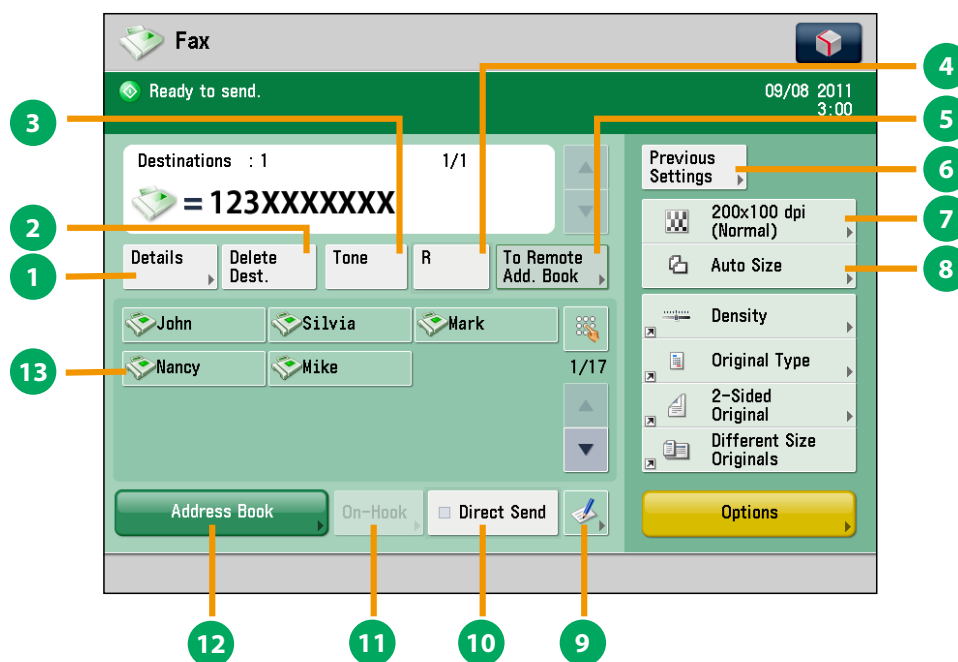 Fax
4
Ready to send.
09/08 2011
3:00
3
5
Destinations : 1
1/1
Previous
Settings
6
= 123XXXXXXX
200x100 dpi
(Normal)
7
2
Details
Delete
Dest.
Tone
R
To Remote
Add. Book
Auto Size
8
1
John
Silvia
Mark
Density
Nancy
Mike
1/17
Original Type
13
2-Sided
Original
Different Size
Originals
Address Book
On-Hook
Direct Send
Options
12
11
10
9